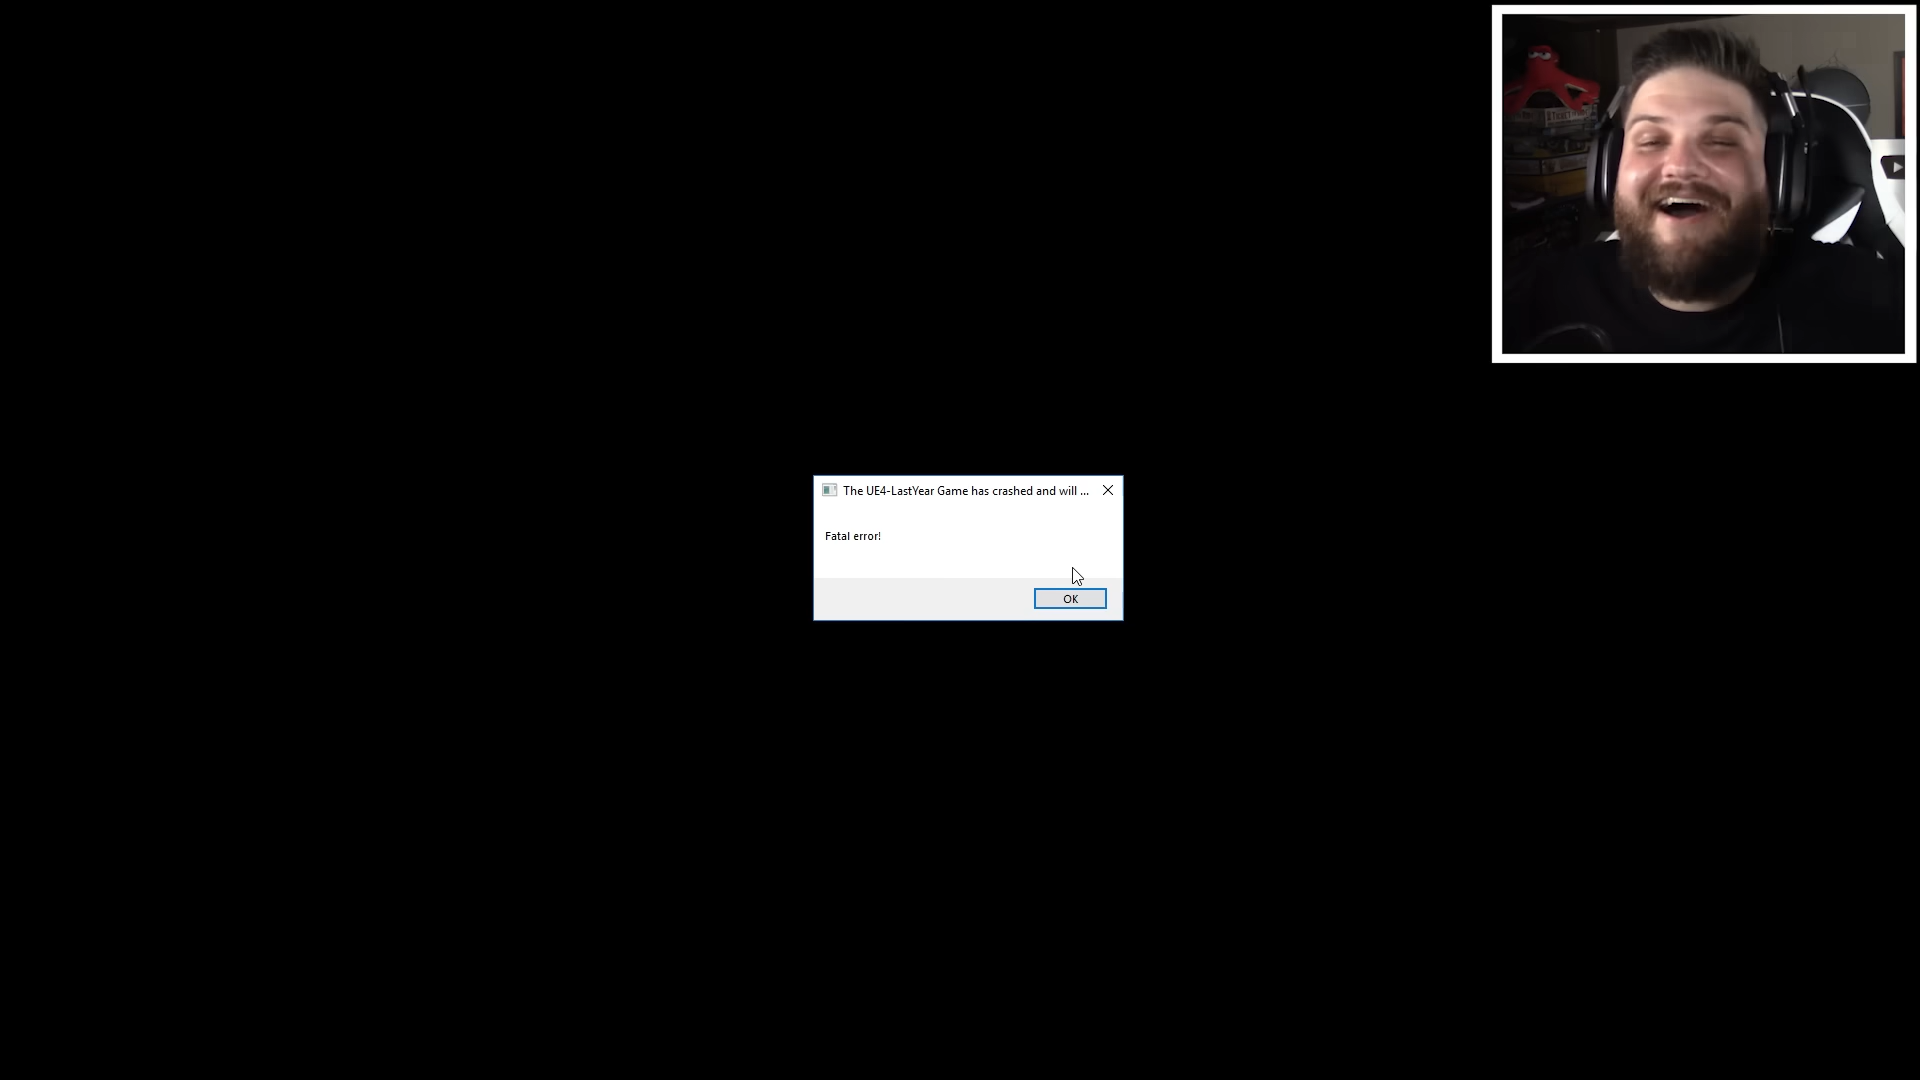 The UE4-LastYear Game has crashed and will ...
Fatal error!
OK